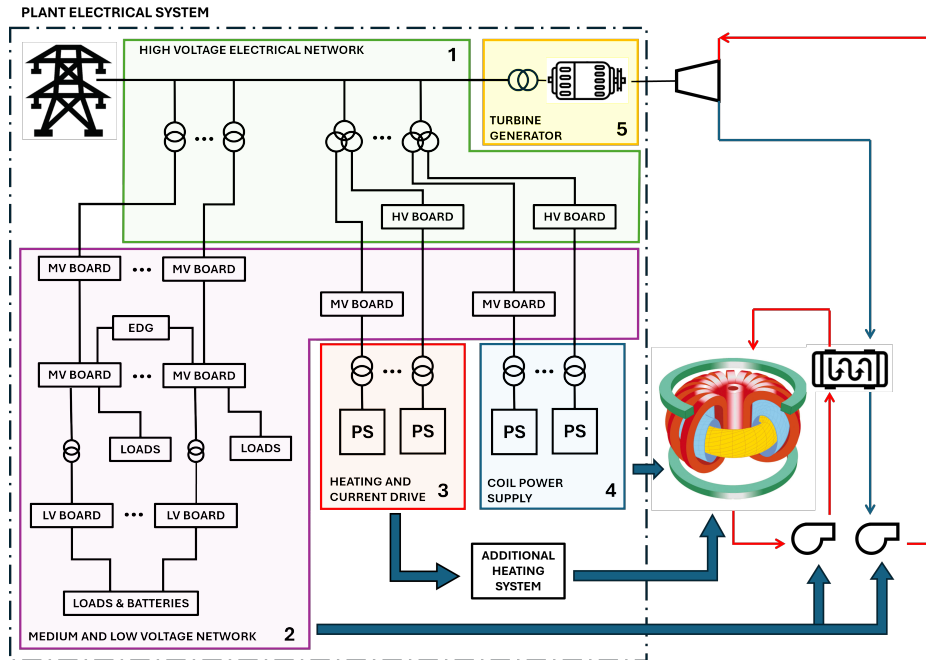 PLANT ELECTRICAL SYSTEM
HIGH VOLTAGE ELECTRICAL NETWORK
1
TURBINE
GENERATOR
5
HV BOARD
HV BOARD
MV BOARD
MV BOARD
MV BOARD
MV BOARD
EDG
MV BOARD
MV BOARD
LOADS
LOADS
PS
PS
PS
PS
HEATING AND
CURRENT DRIVE
3
COIL POWER
SUPPLY
4
LV BOARD
LV BOARD
ADDITIONAL
HEATING
SYSTEM
LOADS & BATTERIES
MEDIUM AND LOW VOLTAGE NETWORK
2